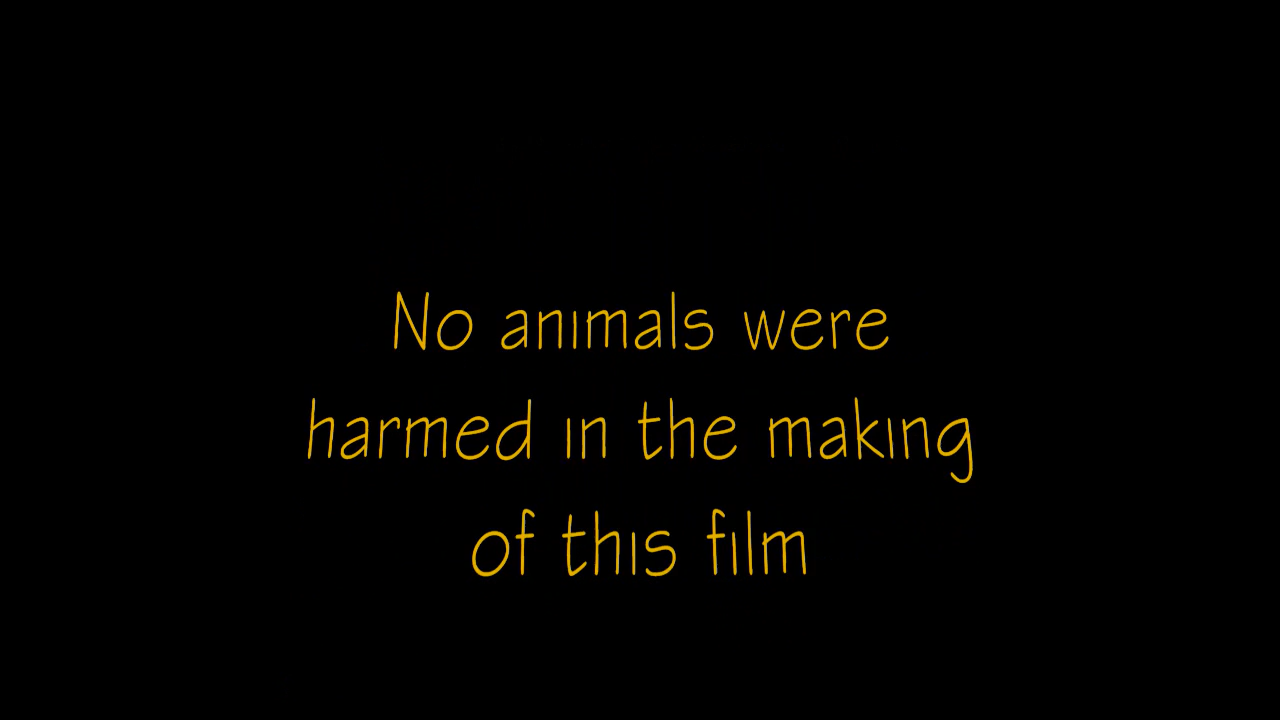 No animals were
harmed in the making
of this film